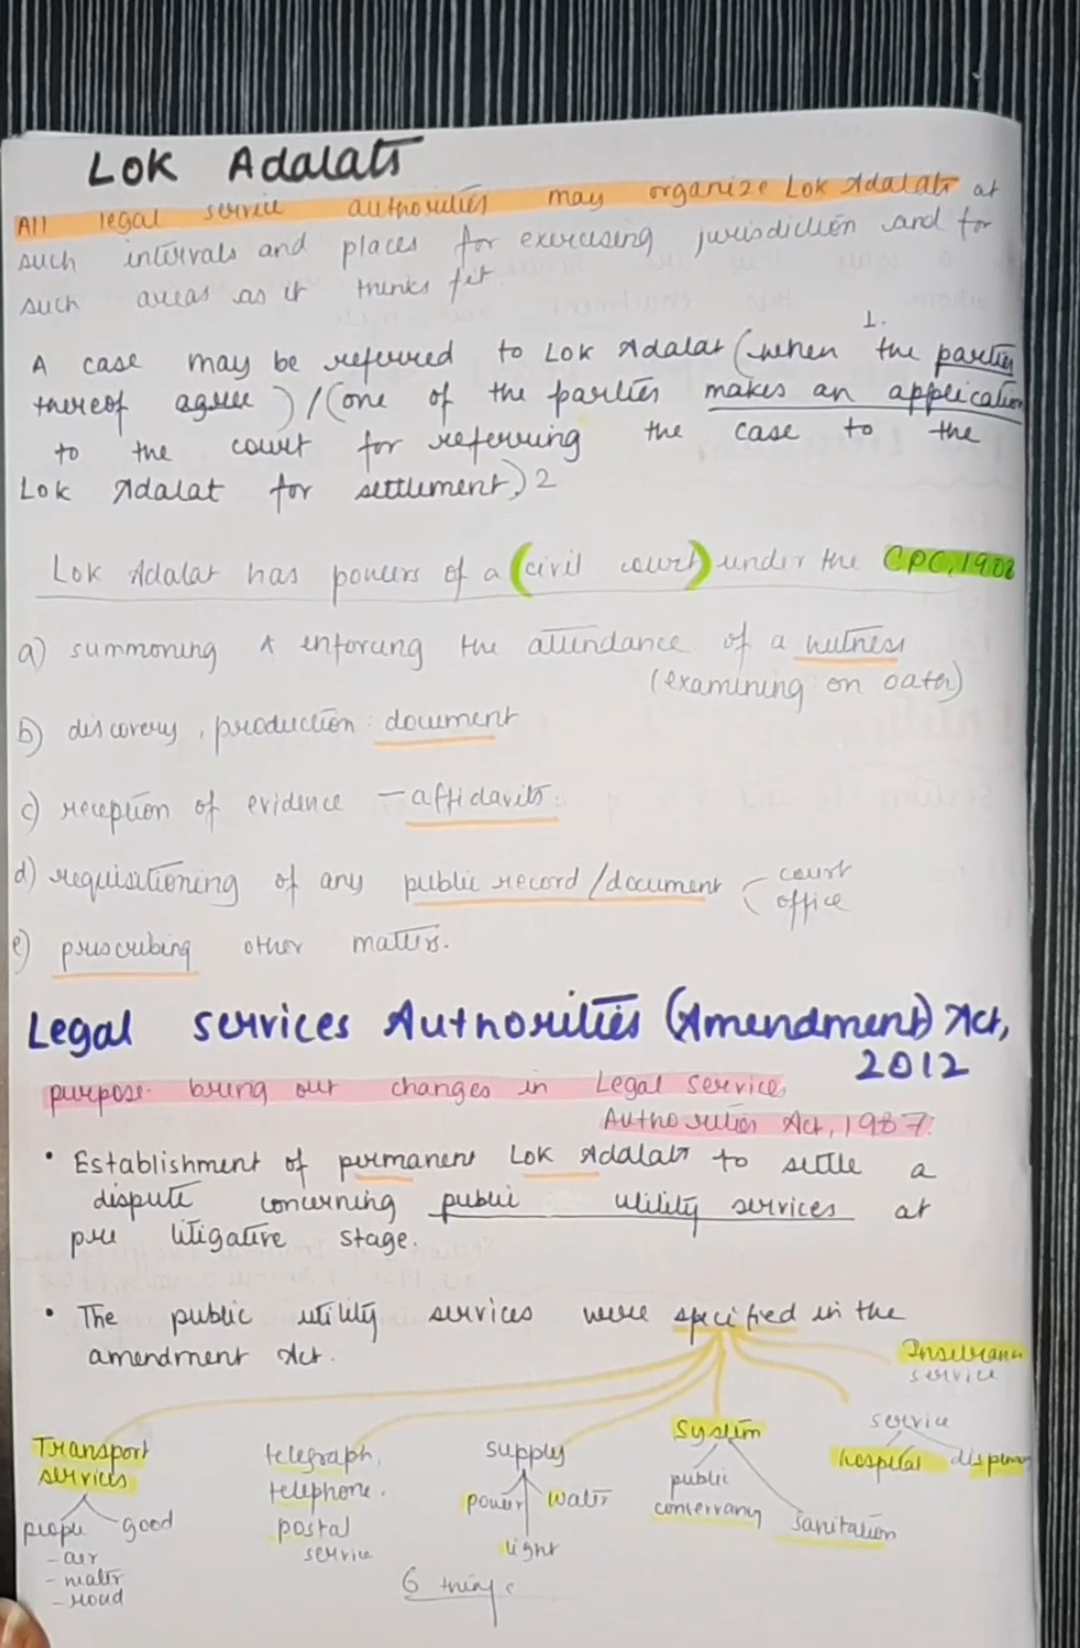 Lok Adalats
All legal service authorities may organize Lok Adalats at
such intervals and places for exercising jurisdiction and for
such areas as it thinks fit.
1.
A case may be referred to Lok Adalat (when the parties
thereof agree) / (one of the parties makes an application
to the court for referring the case to the
Lok Adalat for settlement) 2
Lok Adalat has powers of a (civil court) under the CPC, 1908
a) summoning & enforcing the attendance of a witness
(examining on oath)
b) discovery, production : document
c) reception of evidence - affidavits.
d) requisitioning of any public record / document court
office
e) prescribing other matters.
Legal services Authorities (Amendment) Act,
2012
purpose. bring out changes in Legal Services
Authorities Act, 1987.
• Establishment of permanent Lok Adalats to settle a
dispute concerning public utility services at
pre litigative stage.
• The public utility services were specified in the
amendment Act.
Insurance
service
Transport
services
people good
- air
- water
- road
telegraph,
telephone,
postal
service
supply
power water
light
System
public
conservancy sanitation
service
hospital dispensary
6 things